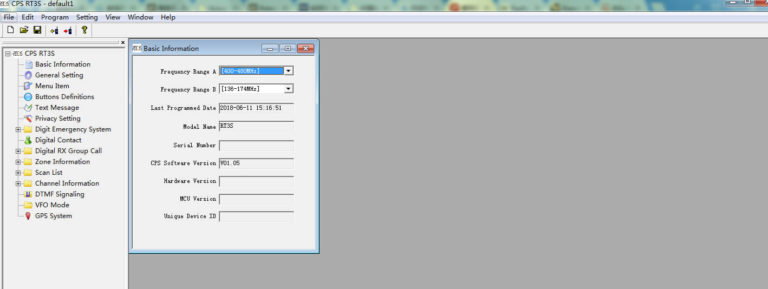 CPS RT3S - default1
File Edit Program Setting View Window Help
CPS RT3S
Basic Information
General Setting
Menu Item
Buttons Definitions
Text Message
Privacy Setting
Digit Emergency System
Digital Contact
Digital RX Group Call
Zone Information
Scan List
Channel Information
DTMF Signaling
VFO Mode
GPS System
Basic Information
Frequency Range A [400-480MHz]
Frequency Range B [136-174MHz]
Last Programmed Date 2018-06-11 15:16:51
Modal Name RT3S
Serial Number
CPS Software Version V01.05
Hardware Version
MCU Version
Unique Device ID